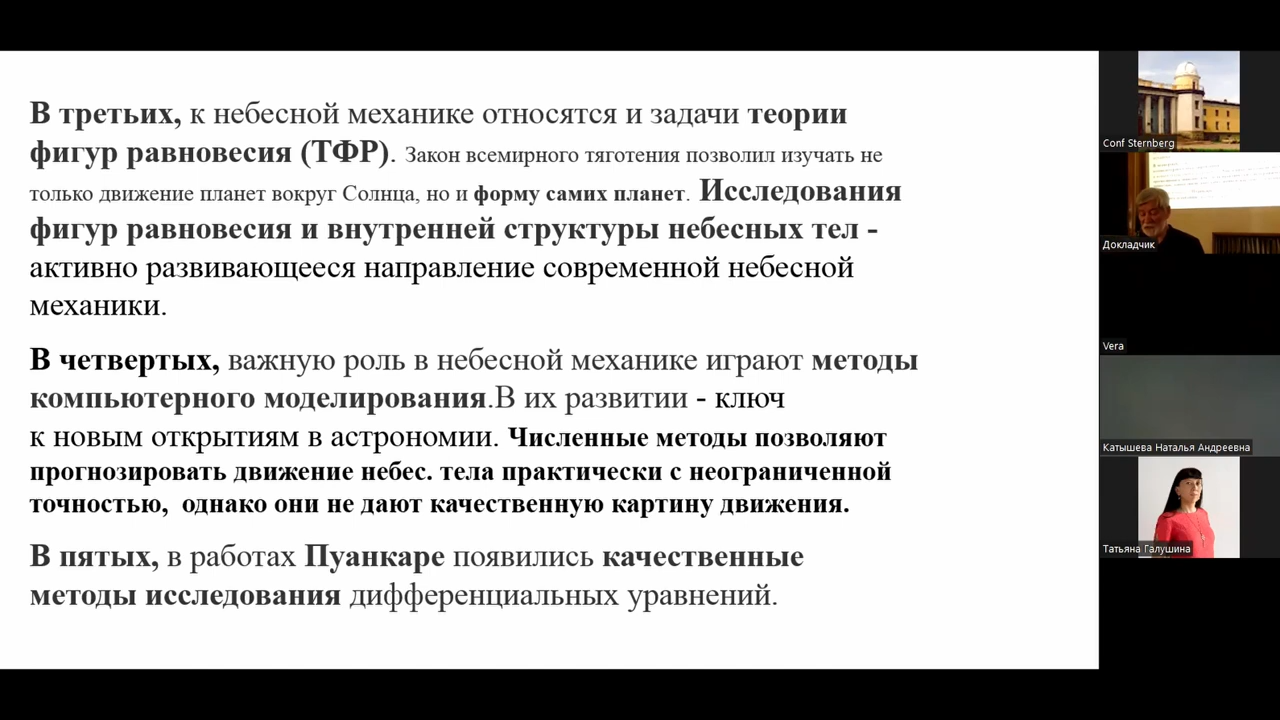 В третьих, к небесной механике относятся и задачи теории
фигур равновесия (ТФР). Закон всемирного тяготения позволил изучать не
только движение планет вокруг Солнца, но и форму самих планет. Исследования
фигур равновесия и внутренней структуры небесных тел -
активно развивающееся направление современной небесной
механики.
В четвертых, важную роль в небесной механике играют методы
компьютерного моделирования.В их развитии - ключ
к новым открытиям в астрономии. Численные методы позволяют
прогнозировать движение небес. тела практически с неограниченной
точностью, однако они не дают качественную картину движения.
В пятых, в работах Пуанкаре появились качественные
методы исследования дифференциальных уравнений.
Conf Sternberg
Докладчик
Vera
Катышева Наталья Андреевна
Татьяна Галушина